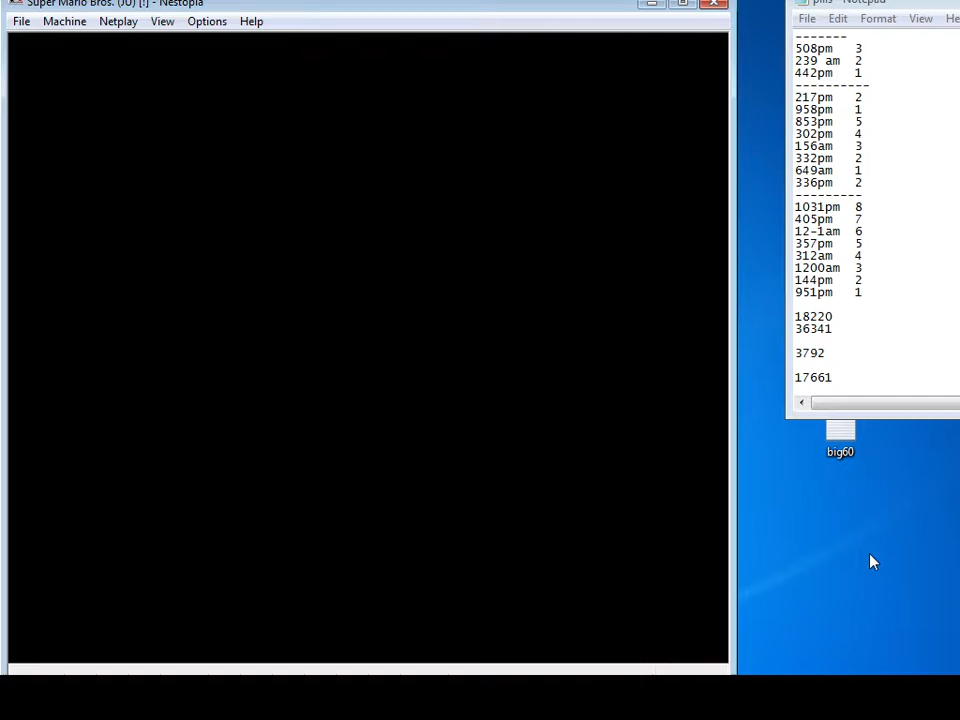 Super Mario Bros. (JU) [!] - Nestopia
File Machine Netplay View Options Help
pills - Notepad
File Edit Format View He
-------
508pm 3
239 am 2
442pm 1
----------
217pm 2
958pm 1
853pm 5
302pm 4
156am 3
332pm 2
649am 1
336pm 2
---------
1031pm 8
405pm 7
12-1am 6
357pm 5
312am 4
1200am 3
144pm 2
951pm 1
18220
36341
3792
17661
big60